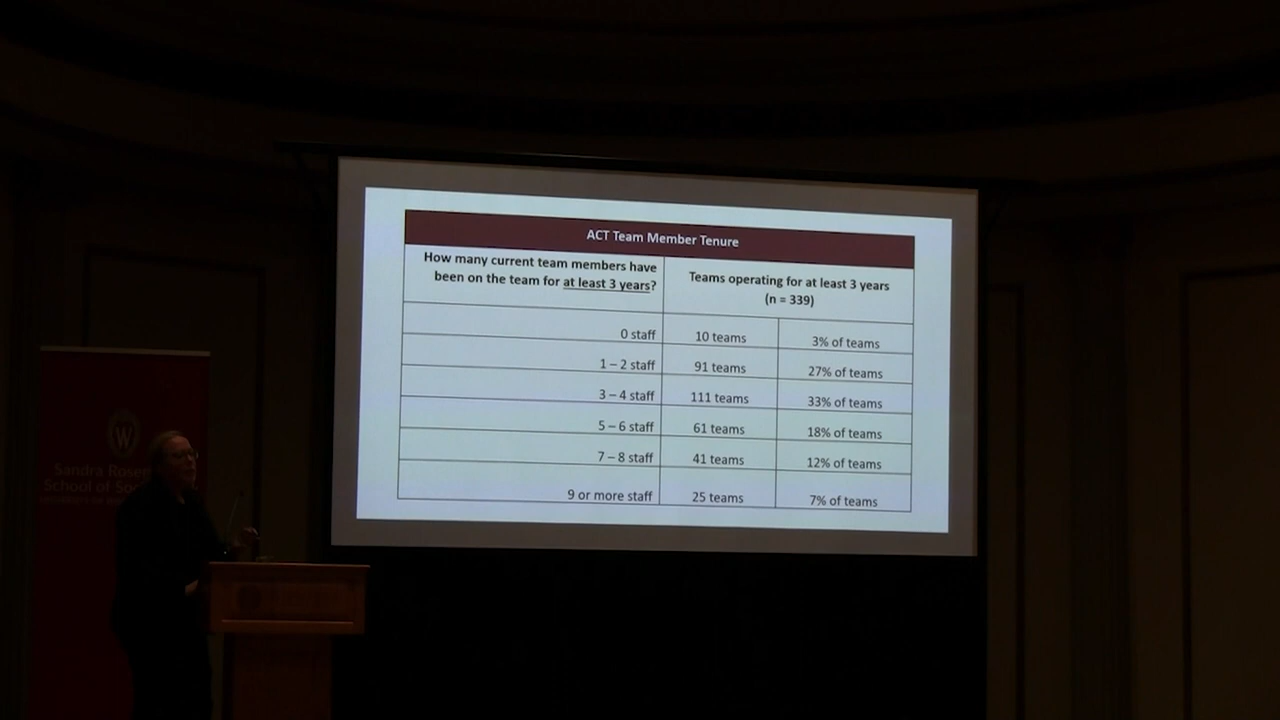 ACT Team Member Tenure
How many current team members have
been on the team for at least 3 years?
Teams operating for at least 3 years
(n = 339)
0 staff 10 teams 3% of teams
1 – 2 staff 91 teams 27% of teams
3 – 4 staff 111 teams 33% of teams
5 – 6 staff 61 teams 18% of teams
7 – 8 staff 41 teams 12% of teams
9 or more staff 25 teams 7% of teams
W
Sandra
School of